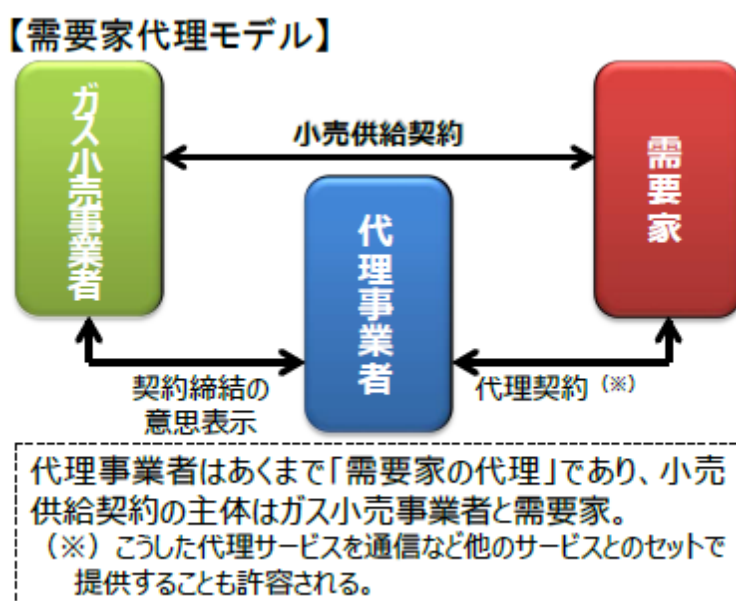 【需要家代理モデル】
ガス小売事業者
小売供給契約
需要家
代理事業者
契約締結の
意思表示
代理契約（※）
代理事業者はあくまで「需要家の代理」であり、小売
供給契約の主体はガス小売事業者と需要家。
（※）こうした代理サービスを通信など他のサービスとのセットで
提供することも許容される。